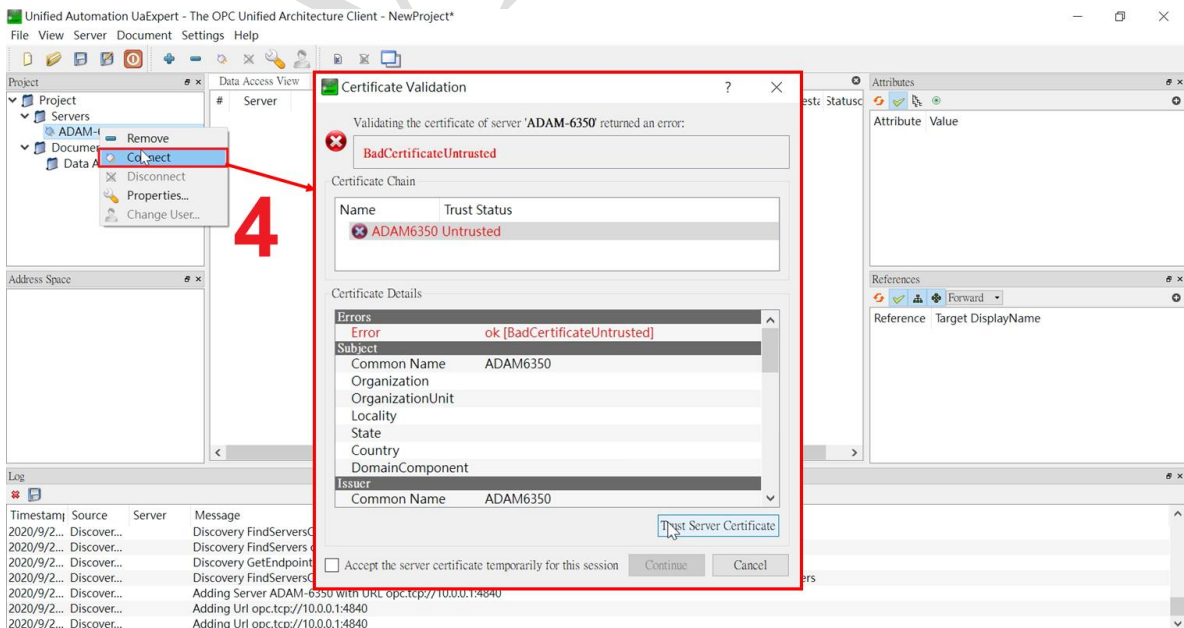 Unified Automation UaExpert - The OPC Unified Architecture Client - NewProject*
File View Server Document Settings Help
Project
Project
Servers
Data A
Remove
Connect
Disconnect
Properties...
Change User...
4
Address Space
Data Access View
# Server Statusc
Certificate Validation ?
Validating the certificate of server 'ADAM-6350' returned an error:
BadCertificateUntrusted
Certificate Chain
Name Trust Status
ADAM6350 Untrusted
Certificate Details
Errors
Error ok [BadCertificateUntrusted]
Subject
Common Name ADAM6350
Organization
OrganizationUnit
Locality
State
Country
DomainComponent
Issuer
Common Name ADAM6350
Trust Server Certificate
Accept the server certificate temporarily for this session Continue Cancel
Attributes
Attribute Value
References
Forward
Reference Target DisplayName
Log
Timestam Source Server Message
2020/9/2... Discover... Discovery FindServersC
2020/9/2... Discover... Discovery FindServers
2020/9/2... Discover... Discovery GetEndpoint
2020/9/2... Discover... Discovery FindServersC ers
2020/9/2... Discover... Adding Server ADAM-6350 with URL opc.tcp://10.0.0.1:4840
2020/9/2... Discover... Adding Url opc.tcp://10.0.0.1:4840
2020/9/2... Discover... Adding Url opc.tcp://10.0.0.1:4840